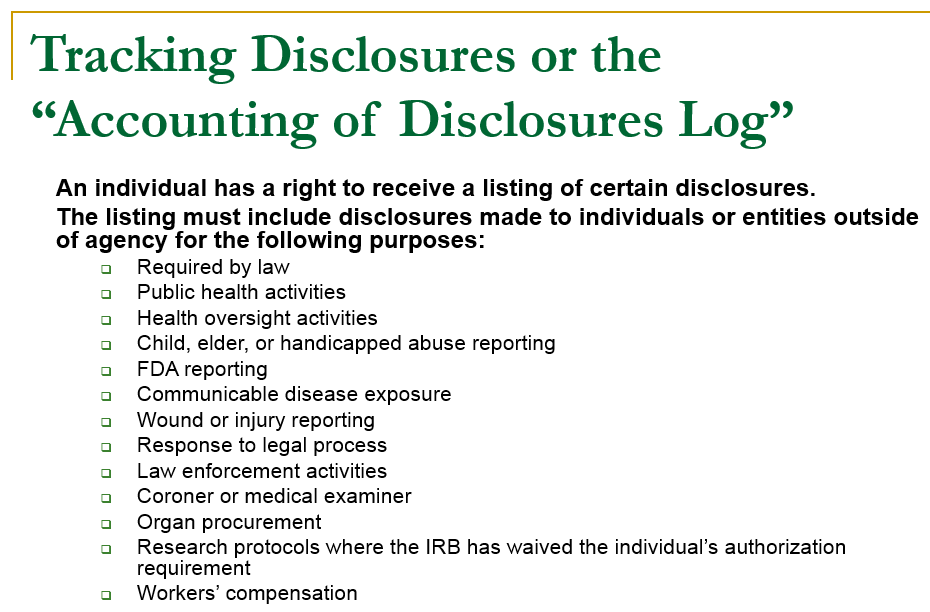 Tracking Disclosures or the
“Accounting of Disclosures Log”
An individual has a right to receive a listing of certain disclosures.
The listing must include disclosures made to individuals or entities outside
of agency for the following purposes:
Required by law
Public health activities
Health oversight activities
Child, elder, or handicapped abuse reporting
FDA reporting
Communicable disease exposure
Wound or injury reporting
Response to legal process
Law enforcement activities
Coroner or medical examiner
Organ procurement
Research protocols where the IRB has waived the individual’s authorization
requirement
Workers’ compensation